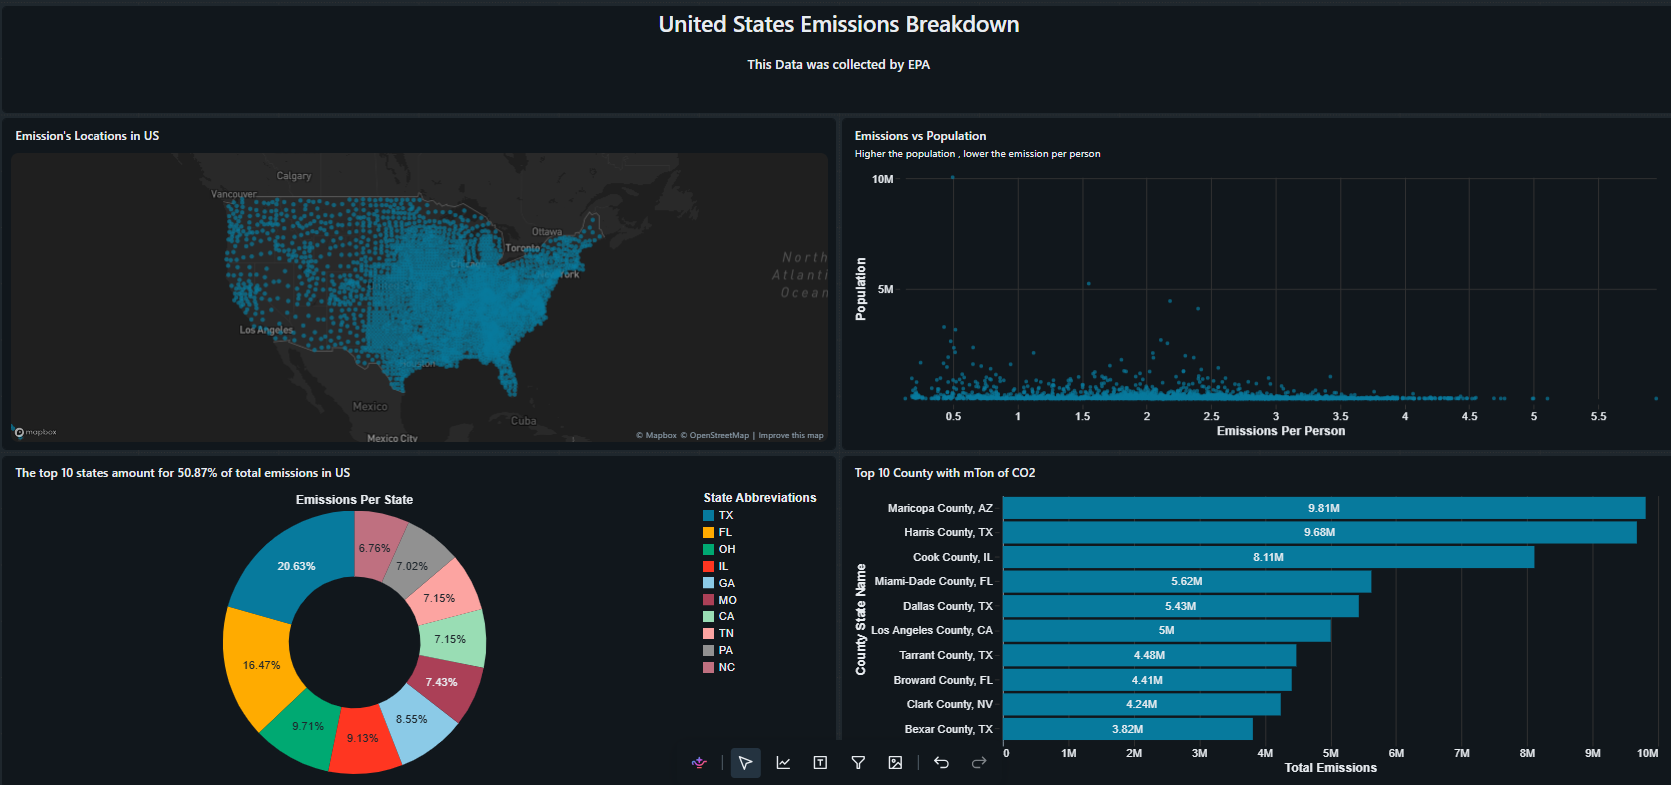 United States Emissions Breakdown
This Data was collected by EPA
Emission's Locations in US
Calgary
Vancouver
Ottawa
Toronto
Chicago
New York
North
Atlanti
Ocean
Los Angeles
Houston
Mexico
Cuba
Mexico City
mapbox
© Mapbox © OpenStreetMap | Improve this map
Emissions vs Population
Higher the population , lower the emission per person
10M
5M
Population
0.5 1 1.5 2 2.5 3 3.5 4 4.5 5 5.5
Emissions Per Person
The top 10 states amount for 50.87% of total emissions in US
Emissions Per State
20.63%
16.47%
9.71%
9.13%
8.55%
7.43%
7.15%
7.15%
7.02%
6.76%
State Abbreviations
TX
FL
OH
IL
GA
MO
CA
TN
PA
NC
Top 10 County with mTon of CO2
County State Name
Maricopa County, AZ 9.81M
Harris County, TX 9.68M
Cook County, IL 8.11M
Miami-Dade County, FL 5.62M
Dallas County, TX 5.43M
Los Angeles County, CA 5M
Tarrant County, TX 4.48M
Broward County, FL 4.41M
Clark County, NV 4.24M
Bexar County, TX 3.82M
0 1M 2M 3M 4M 5M 6M 7M 8M 9M 10M
Total Emissions